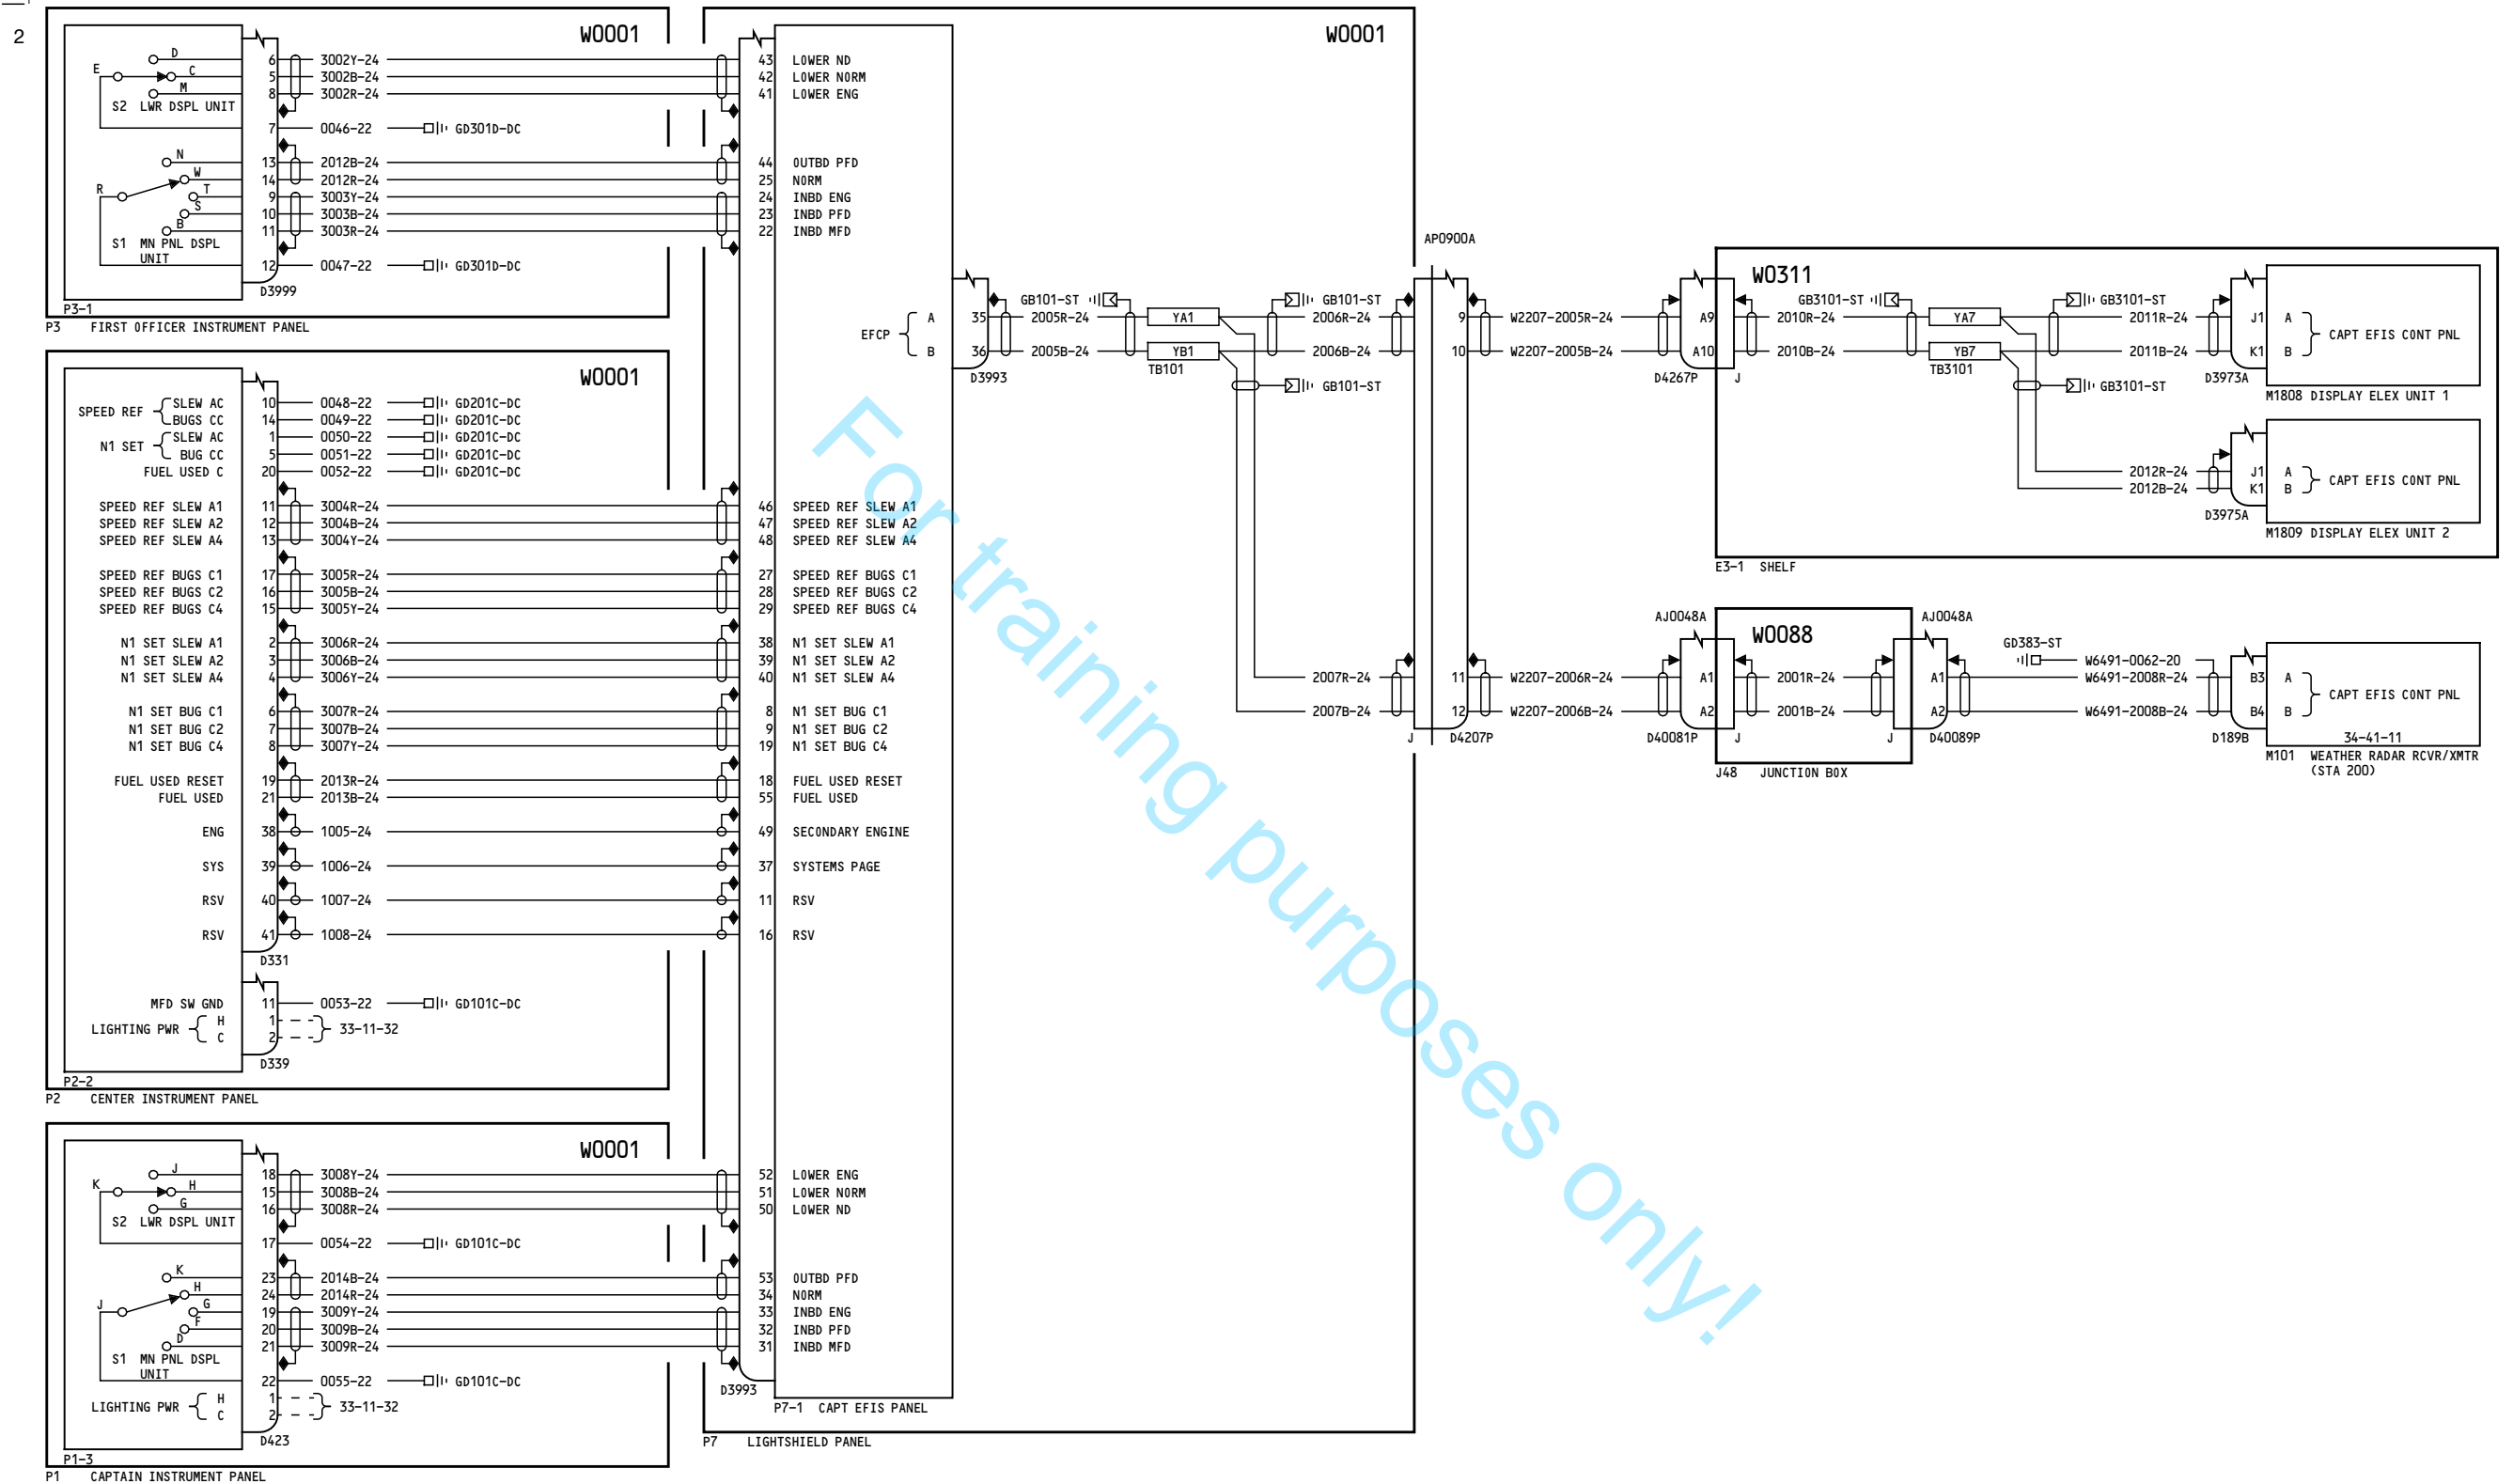 2
W0001
D
E
C
M
S2 LWR DSPL UNIT
N
W
R
T
S
B
S1 MN PNL DSPL
UNIT
6 3002Y-24
5 3002B-24
8 3002R-24
7 0046-22 GD301D-DC
13 2012B-24
14 2012R-24
9 3003Y-24
10 3003B-24
11 3003R-24
12 0047-22 GD301D-DC
D3999
P3-1
P3 FIRST OFFICER INSTRUMENT PANEL
W0001
SPEED REF SLEW AC 10 0048-22 GD201C-DC
BUGS CC 14 0049-22 GD201C-DC
N1 SET SLEW AC 1 0050-22 GD201C-DC
BUG CC 5 0051-22 GD201C-DC
FUEL USED C 20 0052-22 GD201C-DC
SPEED REF SLEW A1 11 3004R-24
SPEED REF SLEW A2 12 3004B-24
SPEED REF SLEW A4 13 3004Y-24
SPEED REF BUGS C1 17 3005R-24
SPEED REF BUGS C2 16 3005B-24
SPEED REF BUGS C4 15 3005Y-24
N1 SET SLEW A1 2 3006R-24
N1 SET SLEW A2 3 3006B-24
N1 SET SLEW A4 4 3006Y-24
N1 SET BUG C1 6 3007R-24
N1 SET BUG C2 7 3007B-24
N1 SET BUG C4 8 3007Y-24
FUEL USED RESET 19 2013R-24
FUEL USED 21 2013B-24
ENG 38 1005-24
SYS 39 1006-24
RSV 40 1007-24
RSV 41 1008-24
D331
MFD SW GND 11 0053-22 GD101C-DC
LIGHTING PWR H 1
C 2
33-11-32
D339
P2-2
P2 CENTER INSTRUMENT PANEL
W0001
J
K
H
G
S2 LWR DSPL UNIT
K
H
J
G
F
D
S1 MN PNL DSPL
UNIT
18 3008Y-24
15 3008B-24
16 3008R-24
17 0054-22 GD101C-DC
23 2014B-24
24 2014R-24
19 3009Y-24
20 3009B-24
21 3009R-24
22 0055-22 GD101C-DC
LIGHTING PWR H 1
C 2
33-11-32
D423
P1-3
P1 CAPTAIN INSTRUMENT PANEL
W0001
43 LOWER ND
42 LOWER NORM
41 LOWER ENG
44 OUTBD PFD
25 NORM
24 INBD ENG
23 INBD PFD
22 INBD MFD
46 SPEED REF SLEW A1
47 SPEED REF SLEW A2
48 SPEED REF SLEW A4
27 SPEED REF BUGS C1
28 SPEED REF BUGS C2
29 SPEED REF BUGS C4
38 N1 SET SLEW A1
39 N1 SET SLEW A2
40 N1 SET SLEW A4
8 N1 SET BUG C1
9 N1 SET BUG C2
19 N1 SET BUG C4
18 FUEL USED RESET
55 FUEL USED
49 SECONDARY ENGINE
37 SYSTEMS PAGE
11 RSV
16 RSV
52 LOWER ENG
51 LOWER NORM
50 LOWER ND
53 OUTBD PFD
34 NORM
33 INBD ENG
32 INBD PFD
31 INBD MFD
D3993
P7-1 CAPT EFIS PANEL
P7 LIGHTSHIELD PANEL
EFCP
A 35
B 36
D3993
GB101-ST
2005R-24 YA1
2005B-24 YB1
TB101
GB101-ST
2006R-24
2006B-24
GB101-ST
2007R-24
2007B-24
AP0900A
9 W2207-2005R-24 A9
10 W2207-2005B-24 A10
D4267P J
11 W2207-2006R-24 A1
12 W2207-2006B-24 A2
J D4207P
W0311
GB3101-ST
2010R-24 YA7
2010B-24 YB7
TB3101
GB3101-ST
2011R-24 J1 A
2011B-24 K1 B
CAPT EFIS CONT PNL
D3973A
GB3101-ST
M1808 DISPLAY ELEX UNIT 1
2012R-24 J1 A
2012B-24 K1 B
CAPT EFIS CONT PNL
D3975A
M1809 DISPLAY ELEX UNIT 2
E3-1 SHELF
AJ0048A
W0088
AJ0048A
2001R-24 A1
2001B-24 A2
D40081P J
J D40089P
J48 JUNCTION BOX
GD383-ST
W6491-0062-20
W6491-2008R-24 B3 A
W6491-2008B-24 B4 B
CAPT EFIS CONT PNL
D189B
34-41-11
M101 WEATHER RADAR RCVR/XMTR
(STA 200)
For training purposes only!